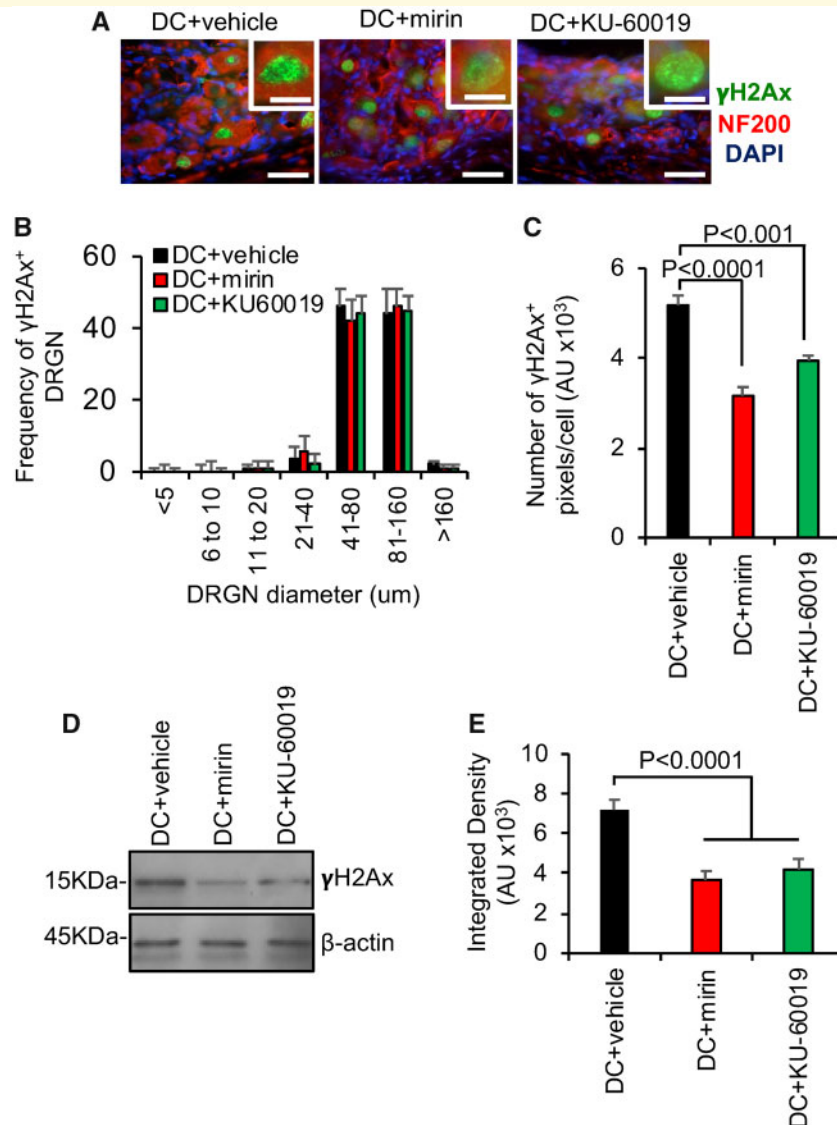 A
DC+vehicle
DC+mirin
DC+KU-60019
γH2Ax
NF200
DAPI
B
DC+vehicle
DC+mirin
DC+KU60019
Frequency of γH2Ax+
DRGN
60
40
20
0
<5
6 to 10
11 to 20
21-40
41-80
81-160
>160
DRGN diameter (um)
C
P<0.001
P<0.0001
Number of γH2Ax+
pixels/cell (AU x10³)
6
4
2
0
DC+vehicle
DC+mirin
DC+KU-60019
D
DC+vehicle
DC+mirin
DC+KU-60019
15KDa-
γH2Ax
45KDa-
β-actin
E
P<0.0001
Integrated Density
(AU x10³)
10
8
6
4
2
0
DC+vehicle
DC+mirin
DC+KU-60019